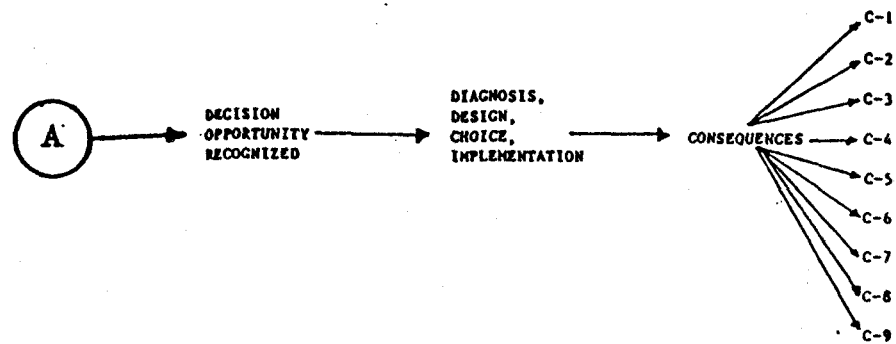 A
DECISION
OPPORTUNITY
RECOGNIZED
DIAGNOSIS,
DESIGN,
CHOICE,
IMPLEMENTATION
CONSEQUENCES
C-1
C-2
C-3
C-4
C-5
C-6
C-7
C-8
C-9